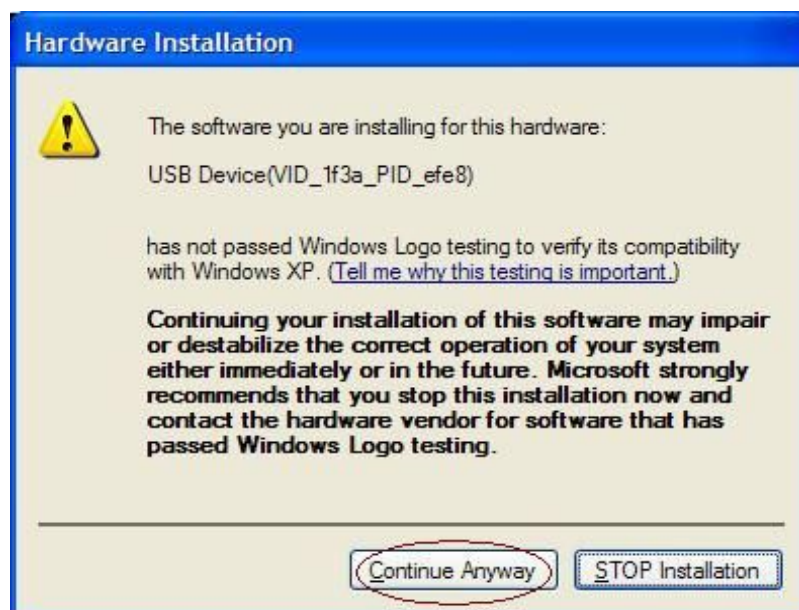 Hardware Installation
The software you are installing for this hardware:
USB Device(VID_1f3a_PID_efe8)
has not passed Windows Logo testing to verify its compatibility
with Windows XP. (Tell me why this testing is important.)
Continuing your installation of this software may impair
or destabilize the correct operation of your system
either immediately or in the future. Microsoft strongly
recommends that you stop this installation now and
contact the hardware vendor for software that has
passed Windows Logo testing.
Continue Anyway STOP Installation